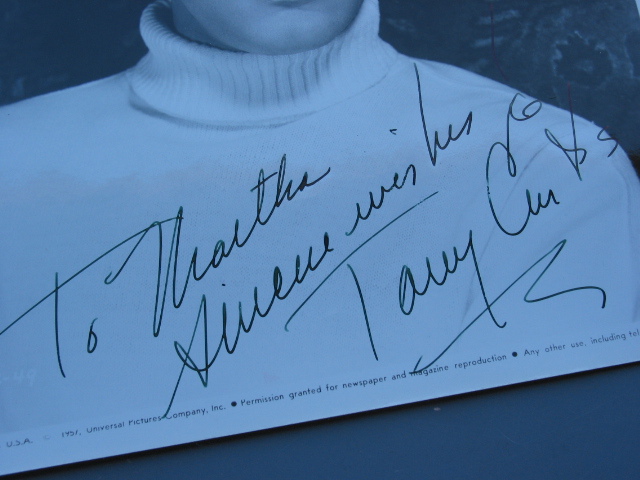 To Martha
Sincere wishes
Tony Curtis
U.S.A. © 1957, Universal Pictures Company, Inc. ● Permission granted for newspaper and magazine reproduction ● Any other use, including tel